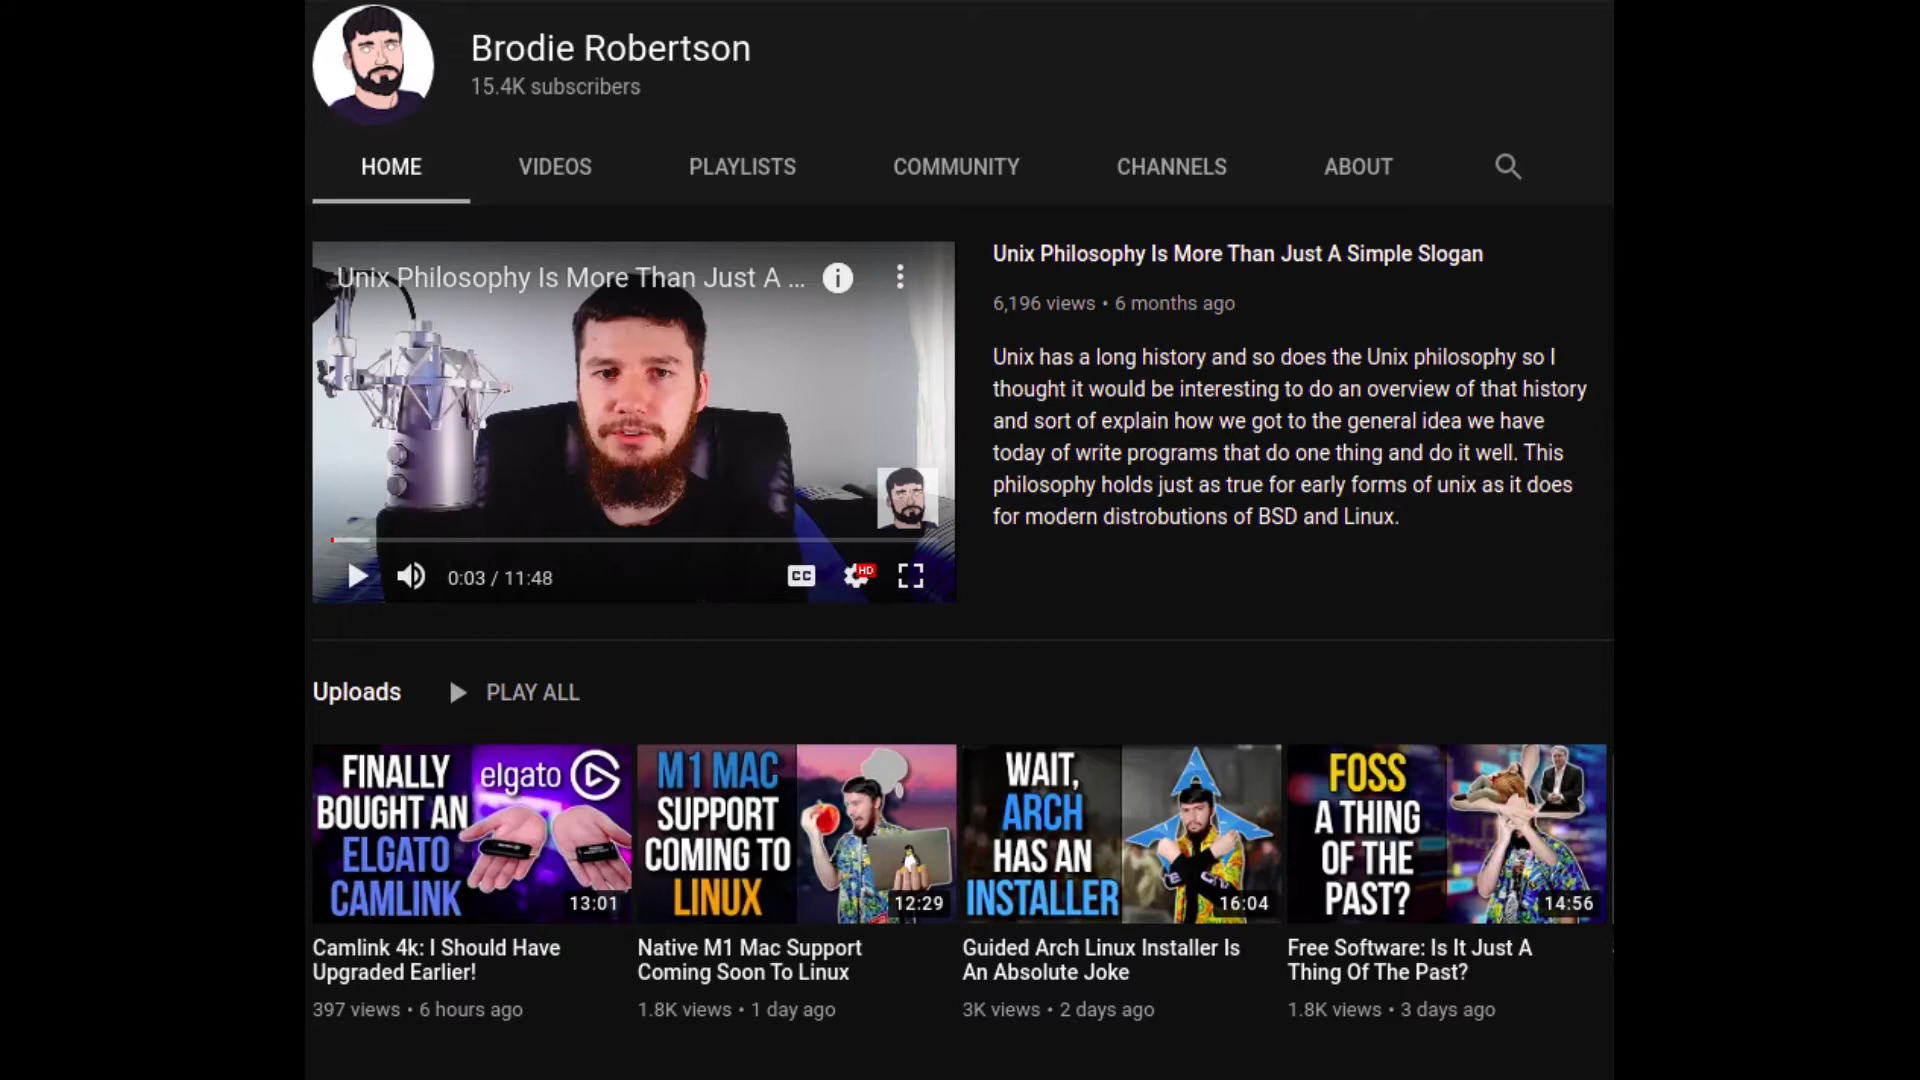 Brodie Robertson
15.4K subscribers
HOME VIDEOS PLAYLISTS COMMUNITY CHANNELS ABOUT
Unix Philosophy Is More Than Just A ...
0:03 / 11:48
CC
HD
Unix Philosophy Is More Than Just A Simple Slogan
6,196 views • 6 months ago
Unix has a long history and so does the Unix philosophy so I
thought it would be interesting to do an overview of that history
and sort of explain how we got to the general idea we have
today of write programs that do one thing and do it well. This
philosophy holds just as true for early forms of unix as it does
for modern distrobutions of BSD and Linux.
Uploads PLAY ALL
FINALLY
BOUGHT AN
ELGATO
CAMLINK
elgato
13:01
Camlink 4k: I Should Have
Upgraded Earlier!
397 views • 6 hours ago
M1 MAC
SUPPORT
COMING TO
LINUX
12:29
Native M1 Mac Support
Coming Soon To Linux
1.8K views • 1 day ago
WAIT,
ARCH
HAS AN
INSTALLER
16:04
Guided Arch Linux Installer Is
An Absolute Joke
3K views • 2 days ago
FOSS
A THING
OF THE
PAST?
14:56
Free Software: Is It Just A
Thing Of The Past?
1.8K views • 3 days ago